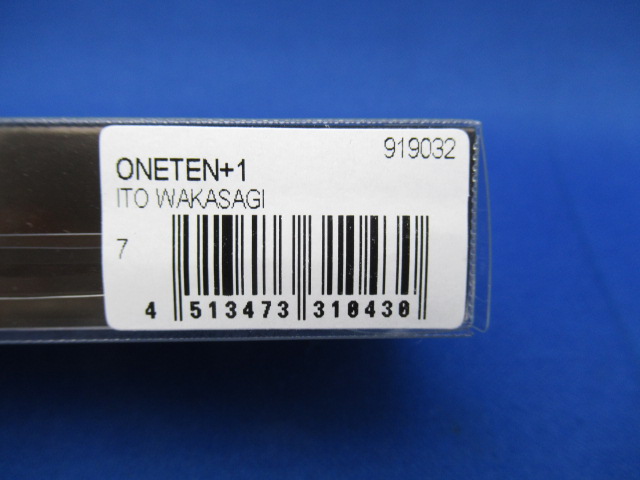 919032
ONETEN+1
ITO WAKASAGI
7
4 513473 310430